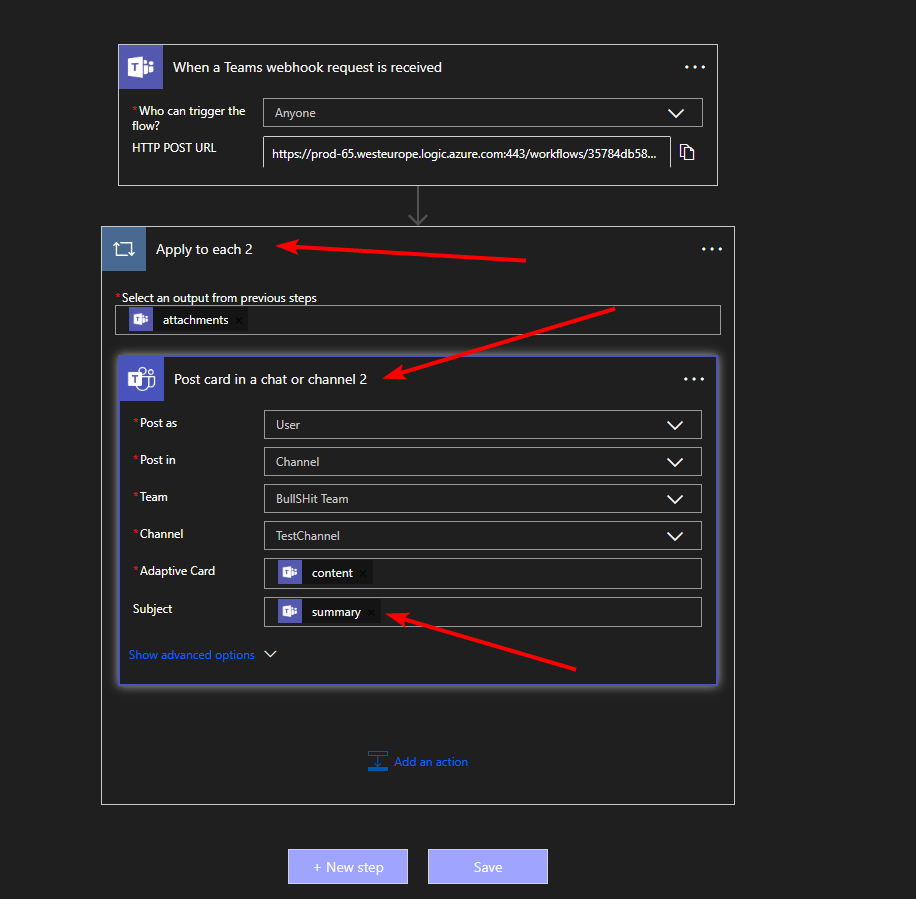 When a Teams webhook request is received
*Who can trigger the
flow?
Anyone
HTTP POST URL
https://prod-65.westeurope.logic.azure.com:443/workflows/35784db58...
Apply to each 2
*Select an output from previous steps
attachments ×
Post card in a chat or channel 2
*Post as
User
*Post in
Channel
*Team
BullSHit Team
*Channel
TestChannel
*Adaptive Card
content ×
Subject
summary ×
Show advanced options
Add an action
+ New step
Save